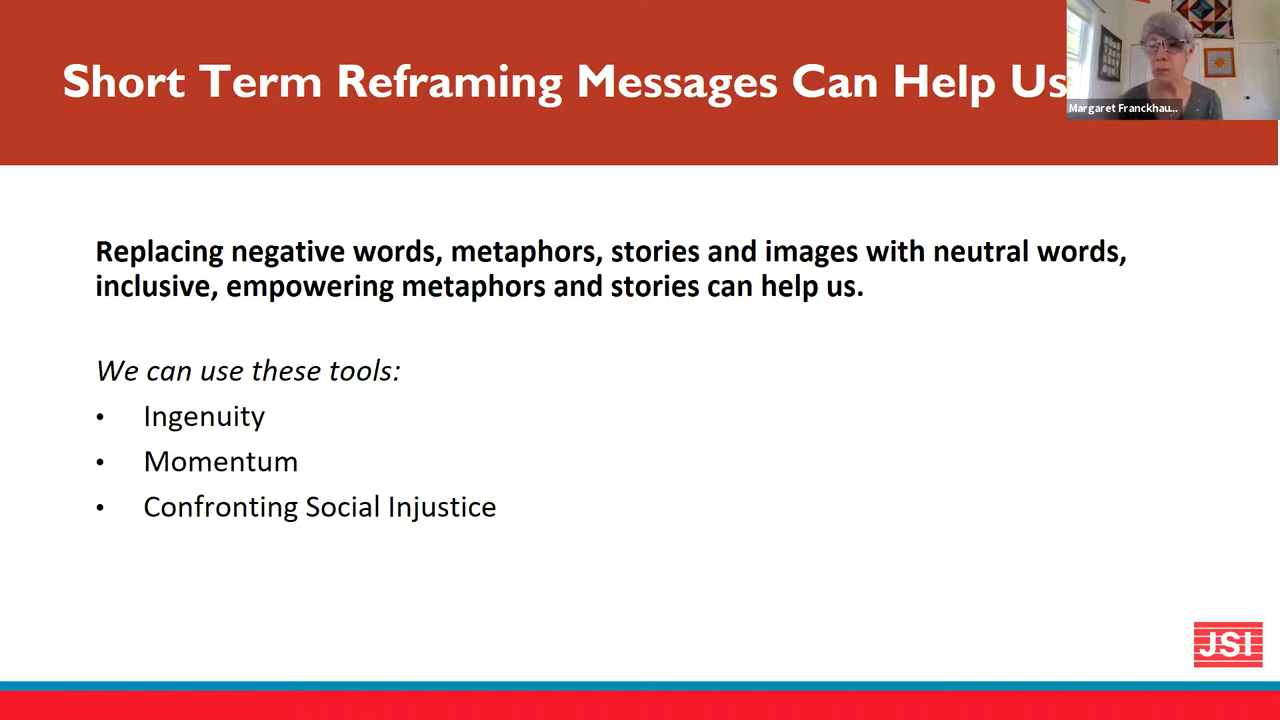 Short Term Reframing Messages Can Help Us
Margaret Franckhau...
Replacing negative words, metaphors, stories and images with neutral words,
inclusive, empowering metaphors and stories can help us.
We can use these tools:
• Ingenuity
• Momentum
• Confronting Social Injustice
JSI